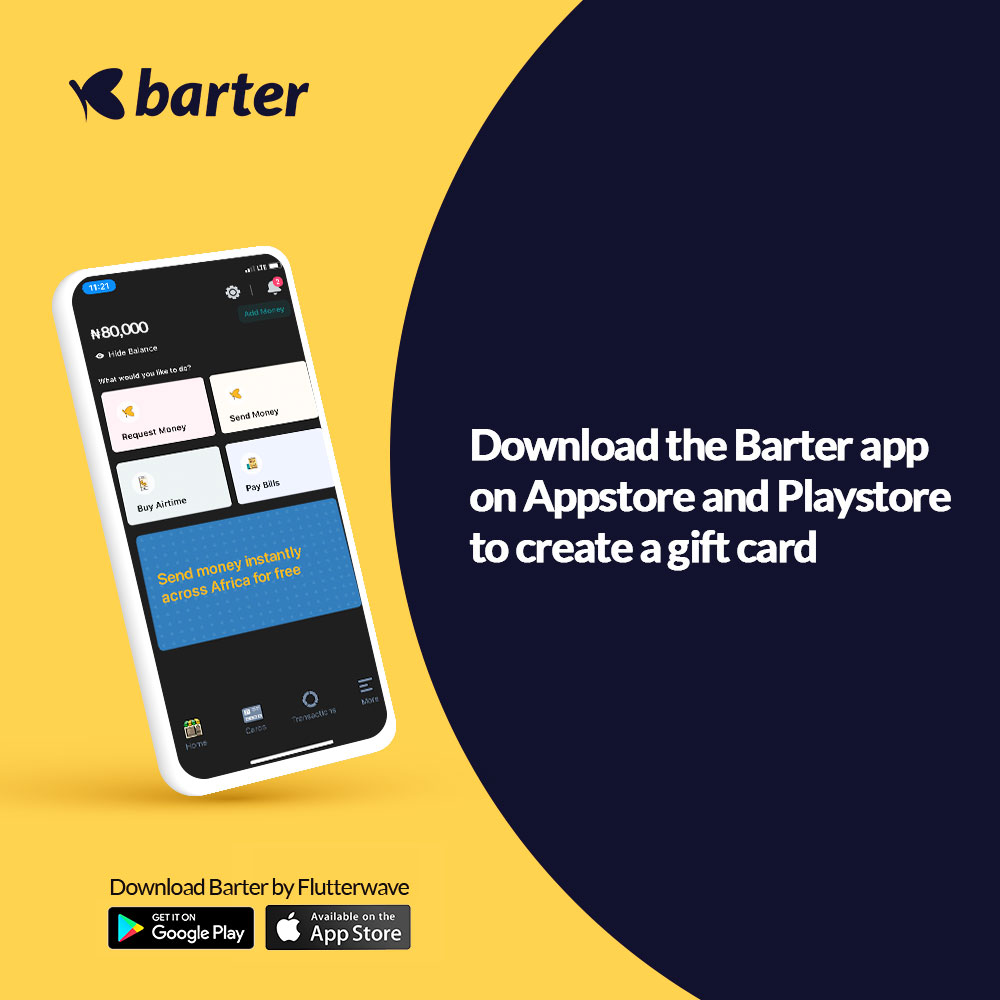 barter
11:21
LTE
2
Add Money
₦80,000
Hide Balance
What would you like to do?
Request Money
Send Money
Buy Airtime
Pay Bills
Send money instantly
across Africa for free
Home
Cards
Transactions
More
Download the Barter app
on Appstore and Playstore
to create a gift card
Download Barter by Flutterwave
GET IT ON
Google Play
Available on the
App Store